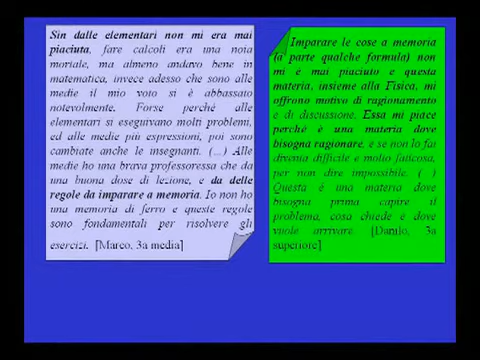 Sin dalle elementari non mi era mai
piaciuta, fare calcoli era una noia
mortale, ma almeno andavo bene in
matematica, invece adesso che sono alle
medie il mio voto si è abbassato
notevolmente. Forse perché alle
elementari si eseguivano molti problemi,
ed alle medie più espressioni, poi sono
cambiate anche le insegnanti. (...) Alle
medie ho una brava professoressa che da
una buona dose di lezione, e da delle
regole da imparare a memoria. Io non ho
una memoria di ferro e queste regole
sono fondamentali per risolvere gli
esercizi. [Marco, 3a media]
Imparare le cose a memoria
(a parte qualche formula) non
mi è mai piaciuto e questa
materia, insieme alla Fisica, mi
offrono motivo di ragionamento
e di discussione. Essa mi piace
perché è una materia dove
bisogna ragionare, e se non lo fai
diventa difficile e molto faticosa,
per non dire impossibile. ( )
Questa è una materia dove
bisogna prima capire il
problema, cosa chiede e dove
vuole arrivare. [Danilo, 3a
superiore]